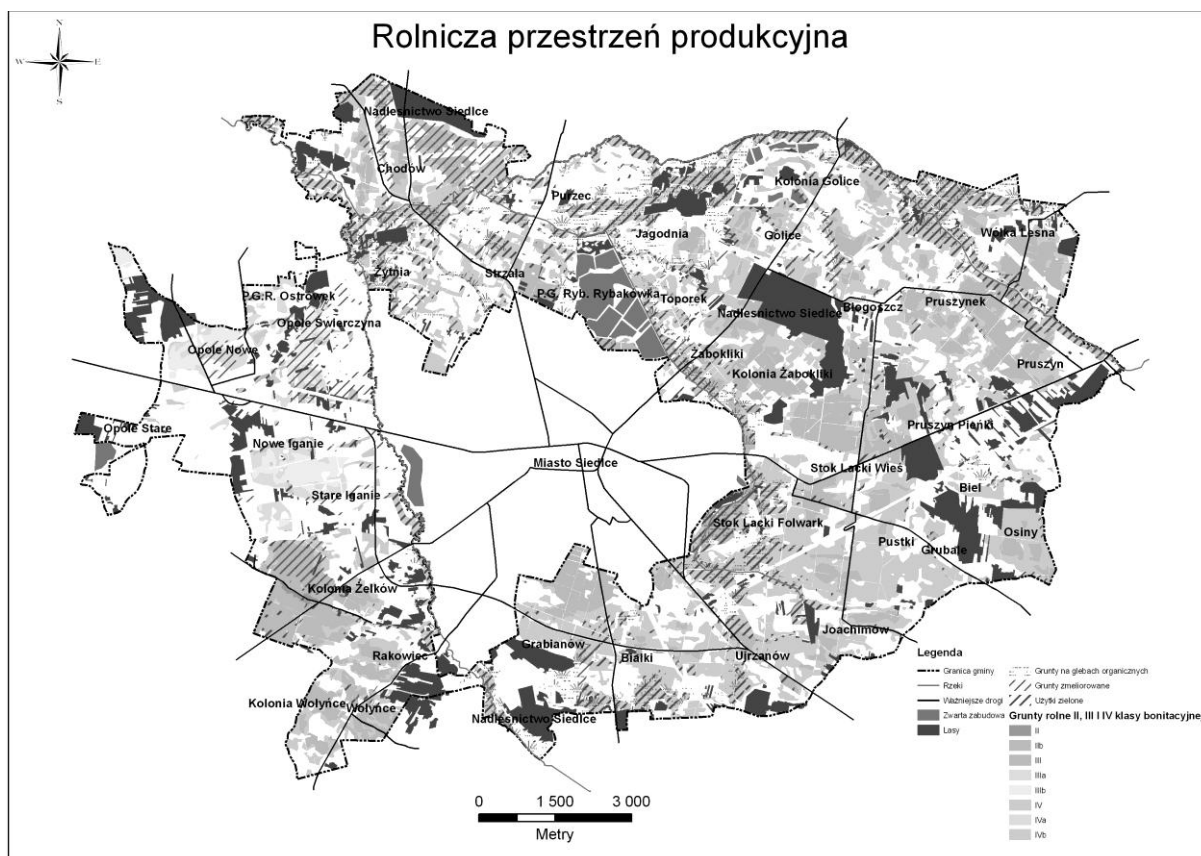 Rolnicza przestrzeń produkcyjna
N
W
E
S
Nadleśnictwo Siedlce
Chodów
Purzec
Kolonia Golice
Jagodnia
Golice
Wólka Leśna
Żytnia
Strzała
P.G.R. Ostrówek
P.G. Ryb. Rybakówka
Toporek
Nadleśnictwo Siedlce
Błogoszcz
Pruszynek
Opole Świerczyna
Opole Nowe
Żabokliki
Kolonia Żabokliki
Pruszyn
Opole Stare
Nowe Iganie
Pruszyn Pieńki
Miasto Siedlce
Stok Lacki Wieś
Stare Iganie
Biel
Stok Lacki Folwark
Pustki
Grubale
Osiny
Kolonia Żelków
Joachimów
Rakowiec
Grabianów
Białki
Ujrzanów
Kolonia Wołyńce
Wołyńce
Nadleśnictwo Siedlce
Legenda
Granica gminy
Rzeki
Ważniejsze drogi
Zwarta zabudowa
Lasy
Grunty na glebach organicznych
Grunty zmeliorowane
Użytki zielone
Grunty rolne II, III I IV klasy bonitacyjnej
II
IIb
III
IIIa
IIIb
IV
IVa
IVb
0 1 500 3 000
Metry